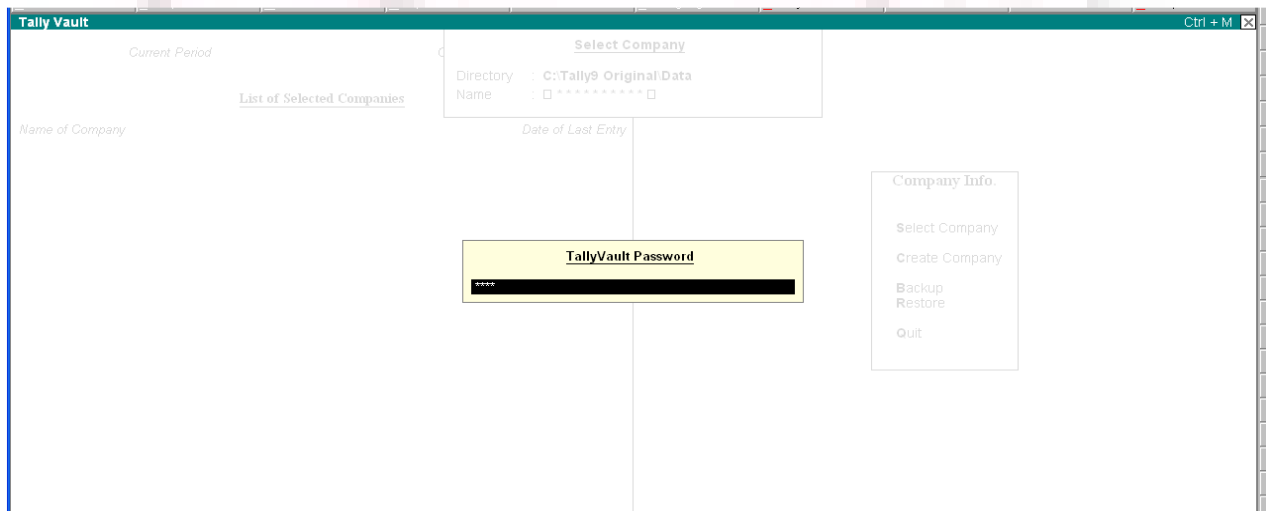 Tally Vault Ctrl + M
Current Period
Select Company
Directory : C:\Tally9 Original\Data
Name : * * * * * * * * * *
List of Selected Companies
Name of Company Date of Last Entry
Company Info.
Select Company
Create Company
Backup
Restore
Quit
TallyVault Password
****